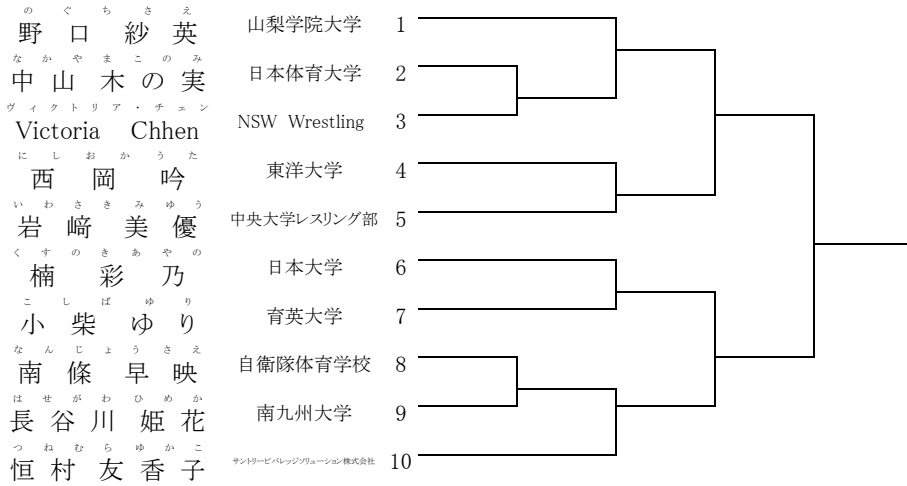 のぐちさえ
野口紗英 山梨学院大学 1
なかやまこのみ
中山木の実 日本体育大学 2
ヴィクトリア・チェン
Victoria Chhen NSW Wrestling 3
にしおかうた
西岡吟 東洋大学 4
いわさきみゆう
岩﨑美優 中央大学レスリング部 5
くすのきあやの
楠彩乃 日本大学 6
こしばゆり
小柴ゆり 育英大学 7
なんじょうさえ
南條早映 自衛隊体育学校 8
はせがわひめか
長谷川姫花 南九州大学 9
つねむらゆかこ
恒村友香子 サントリービバレッジソリューション株式会社 10